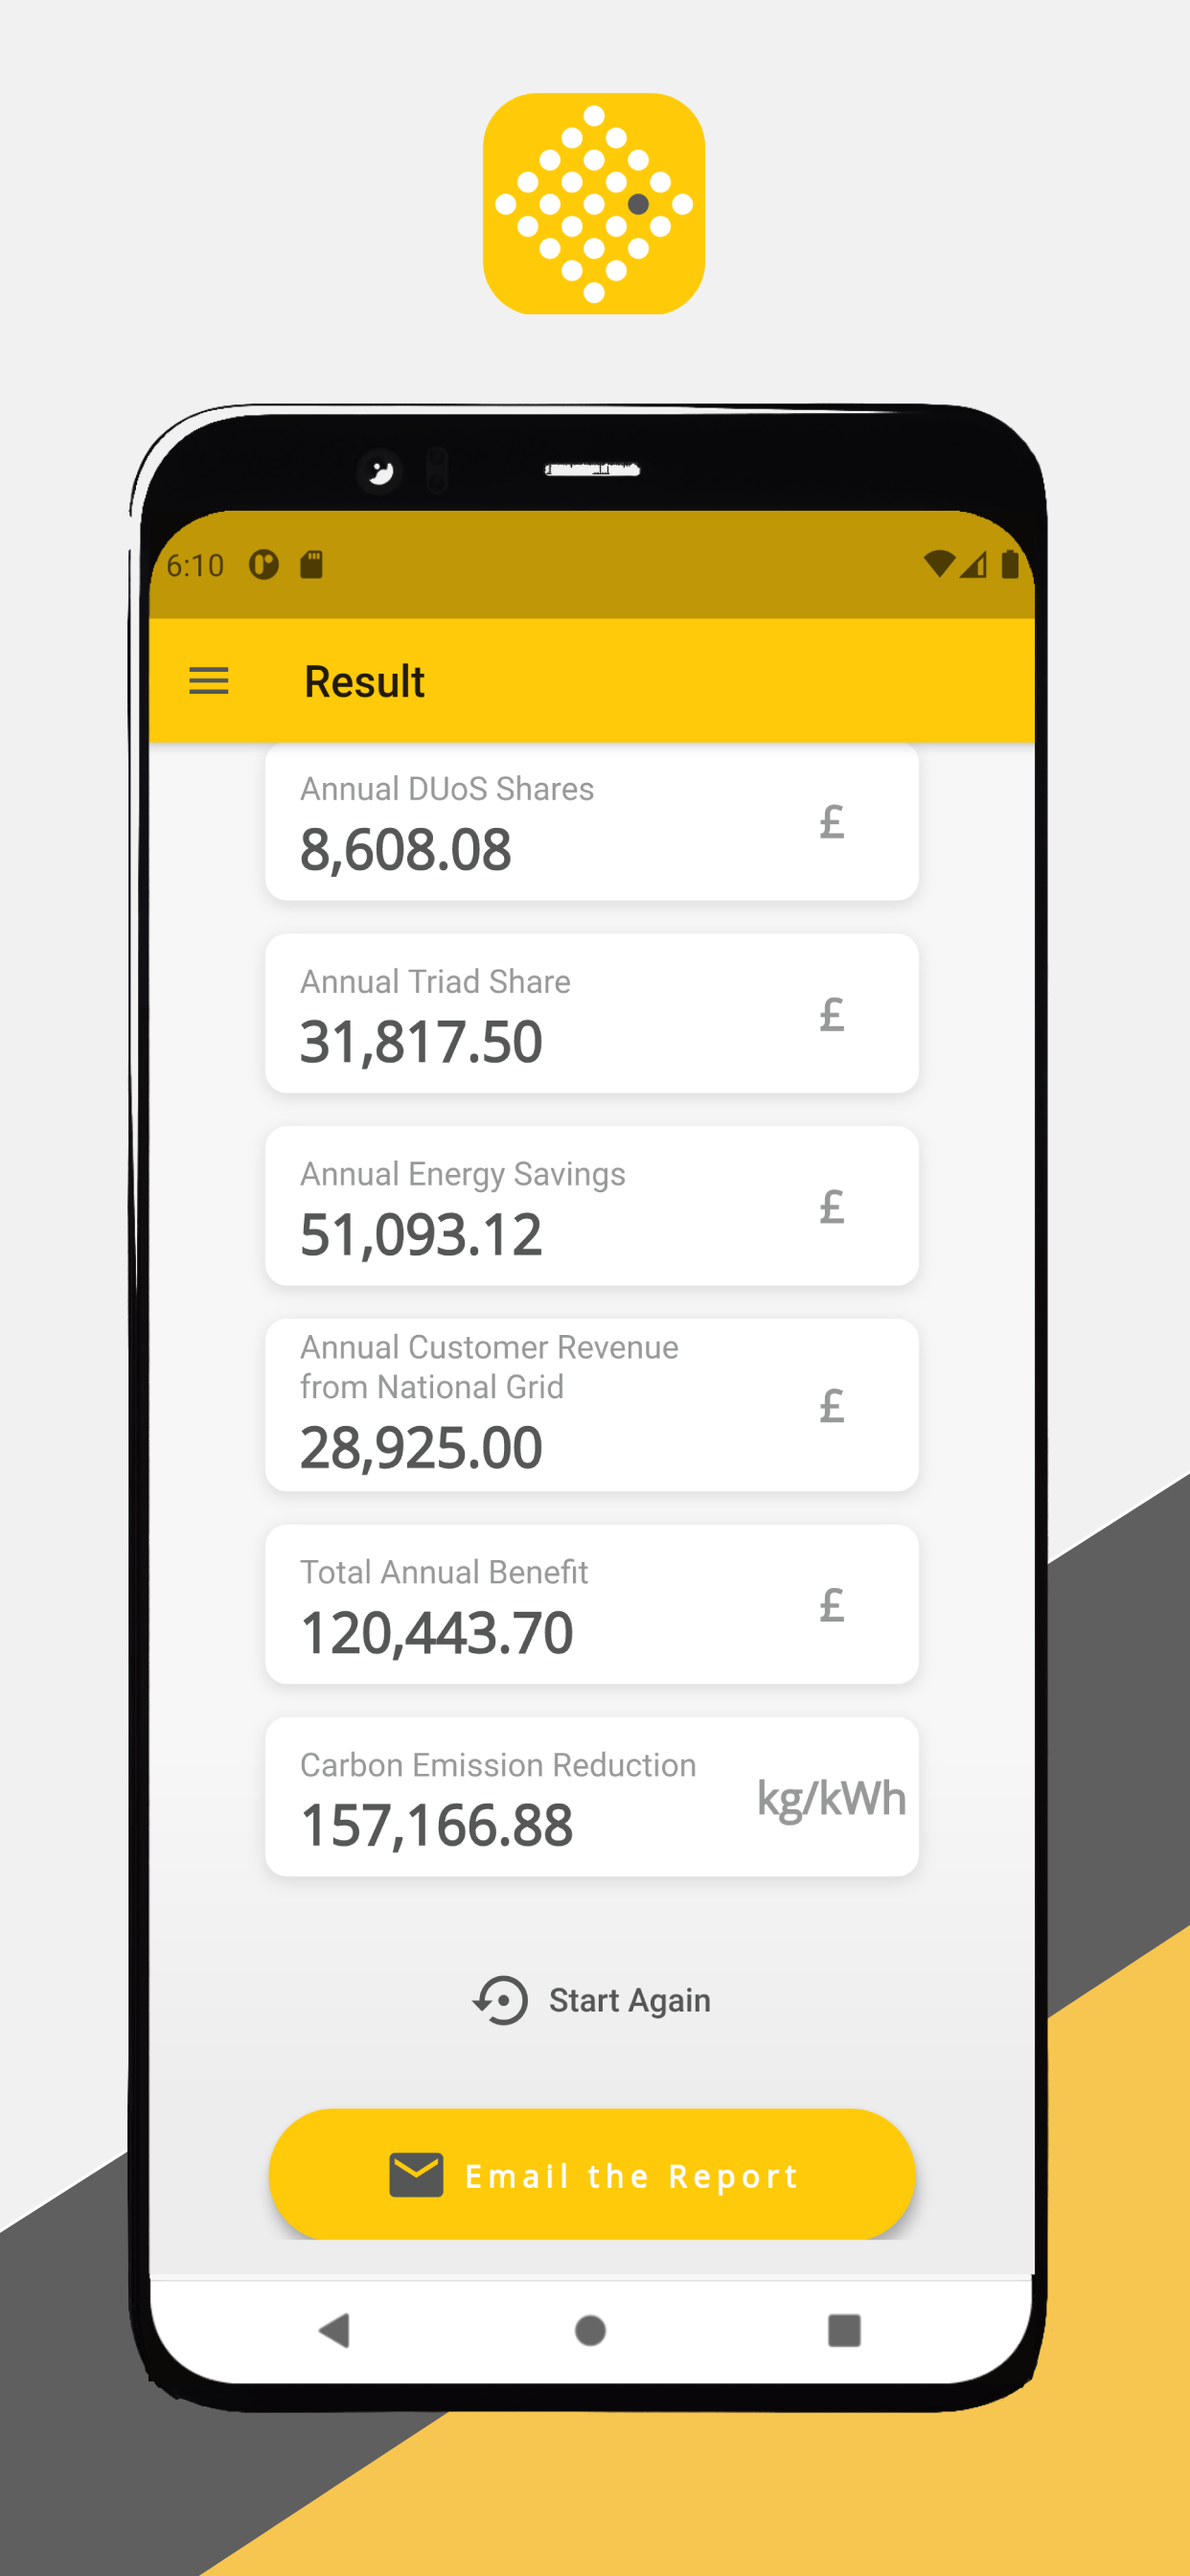 6:10
Result
Annual DUoS Shares
8,608.08
£
Annual Triad Share
31,817.50
£
Annual Energy Savings
51,093.12
£
Annual Customer Revenue
from National Grid
28,925.00
£
Total Annual Benefit
120,443.70
£
Carbon Emission Reduction
157,166.88
kg/kWh
Start Again
Email the Report